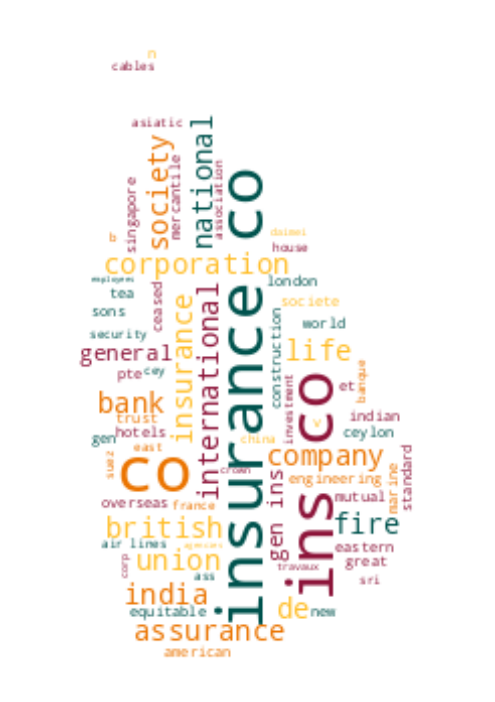 n
cables
asiatic
national
society
mercantile
association
singapore
insurance co
br
daimei
house
corporation
employees
london
tea
ceased
societe
sons
insurance
international
construction
world
security
general
life
pte
cey
ins co
et
banque
investment
bank
trust
indian
hotels
v
ceylon
gen
china
east
company
standard
co
suez
crown
engineering
marine
gen ins
mutual
overseas
france
british
fire
air lines
eastern
union
great
corp
travaux
ass
sri
india
equitable
de
new
assurance
american